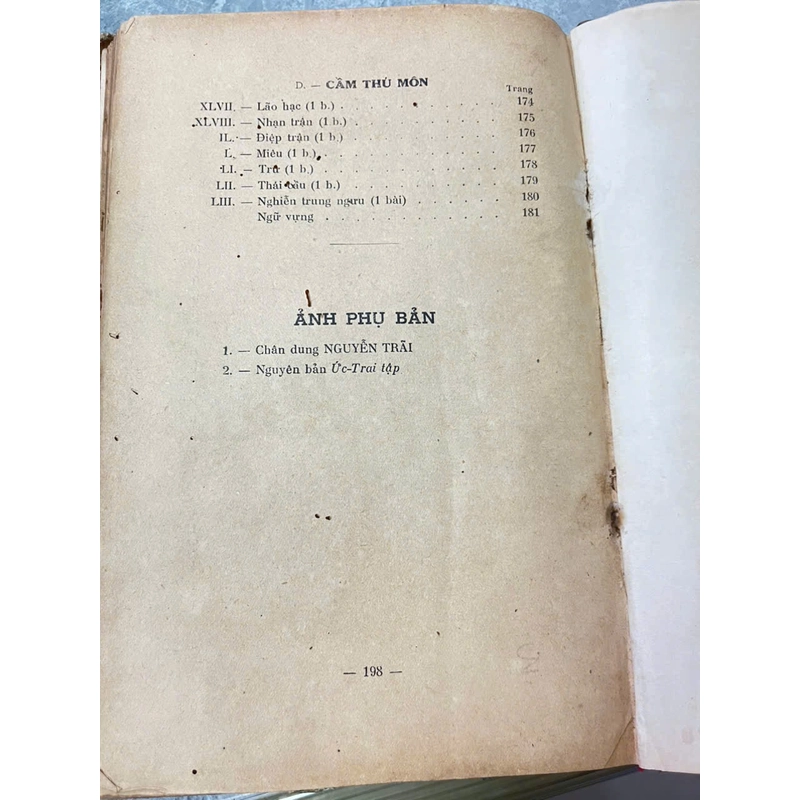 D. — CẦM THÚ MÔN
Trang
XLVII. — Lão hạc (1 b.) . . . . . . . . . . . 174
XLVIII. — Nhạn trận (1 b.) . . . . . . . . . . 175
IL. — Điệp trận (1 b.) . . . . . . . . . . . 176
L. — Miêu (1 b.) . . . . . . . . . . . . 177
LI. — Trư (1 b.) . . . . . . . . . . . . 178
LII. — Thái bầu (1 b.) . . . . . . . . . . . 179
LIII. — Nghiễn trung ngưu (1 bài) . . . . . . 180
Ngữ vựng . . . . . . . . . . . . 181
ẢNH PHỤ BẢN
1. — Chân dung NGUYỄN TRÃI
2. — Nguyên bản Ức-Trai tập
— 198 —